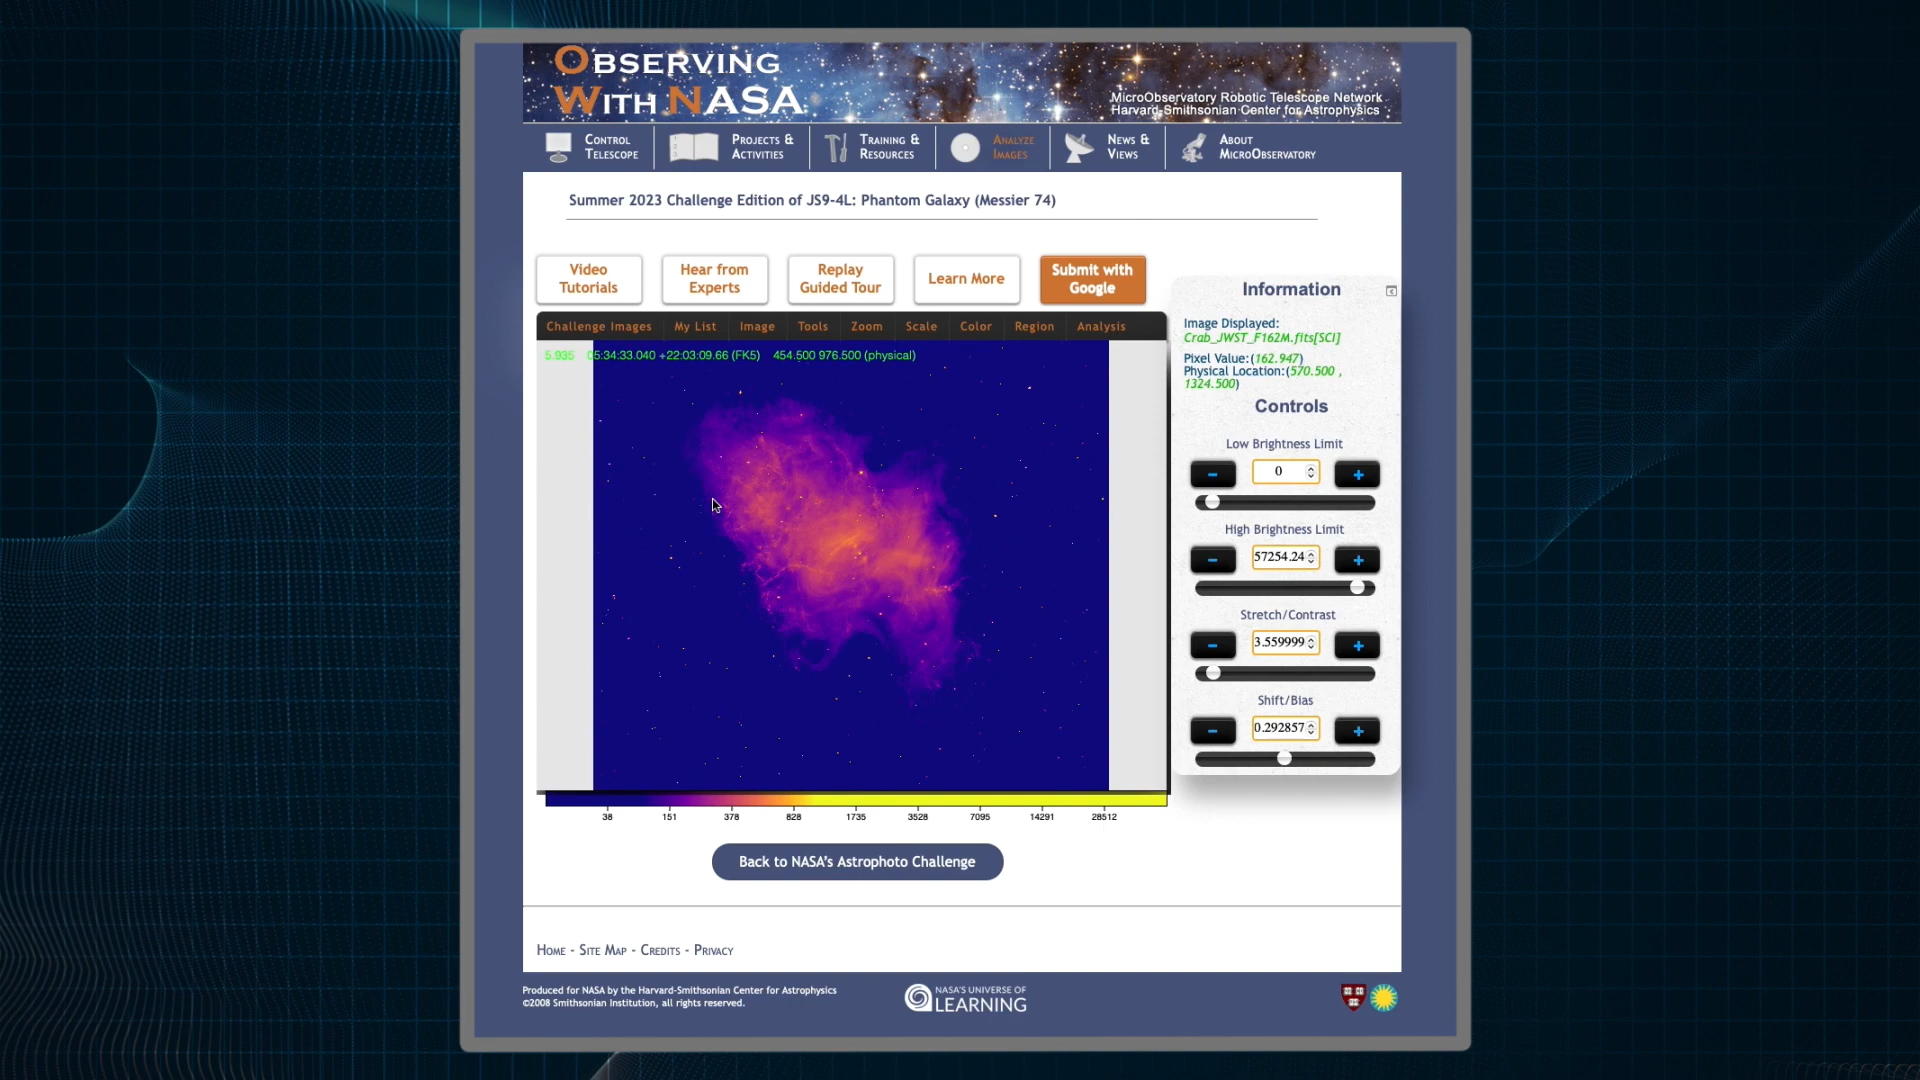 OBSERVING
WITH NASA
MicroObservatory Robotic Telescope Network
Harvard-Smithsonian Center for Astrophysics
CONTROL
TELESCOPE
PROJECTS &
ACTIVITIES
TRAINING &
RESOURCES
ANALYZE
IMAGES
NEWS &
VIEWS
ABOUT
MICROOBSERVATORY
Summer 2023 Challenge Edition of JS9-4L: Phantom Galaxy (Messier 74)
Video
Tutorials
Hear from
Experts
Replay
Guided Tour
Learn More
Submit with
Google
Challenge Images My List Image Tools Zoom Scale Color Region Analysis
5.935 05:34:33.040 +22:03:09.66 (FK5) 454.500 976.500 (physical)
38 151 378 828 1735 3528 7095 14291 28512
Information
Image Displayed:
Crab_JWST_F162M.fits[SCI]
Pixel Value:(162.947)
Physical Location:(570.500 ,
1324.500)
Controls
Low Brightness Limit
- 0 +
High Brightness Limit
- 57254.24 +
Stretch/Contrast
- 3.559999 +
Shift/Bias
- 0.292857 +
Back to NASA's Astrophoto Challenge
HOME - SITE MAP - CREDITS - PRIVACY
Produced for NASA by the Harvard-Smithsonian Center for Astrophysics
©2008 Smithsonian Institution, all rights reserved.
NASA'S UNIVERSE OF
LEARNING